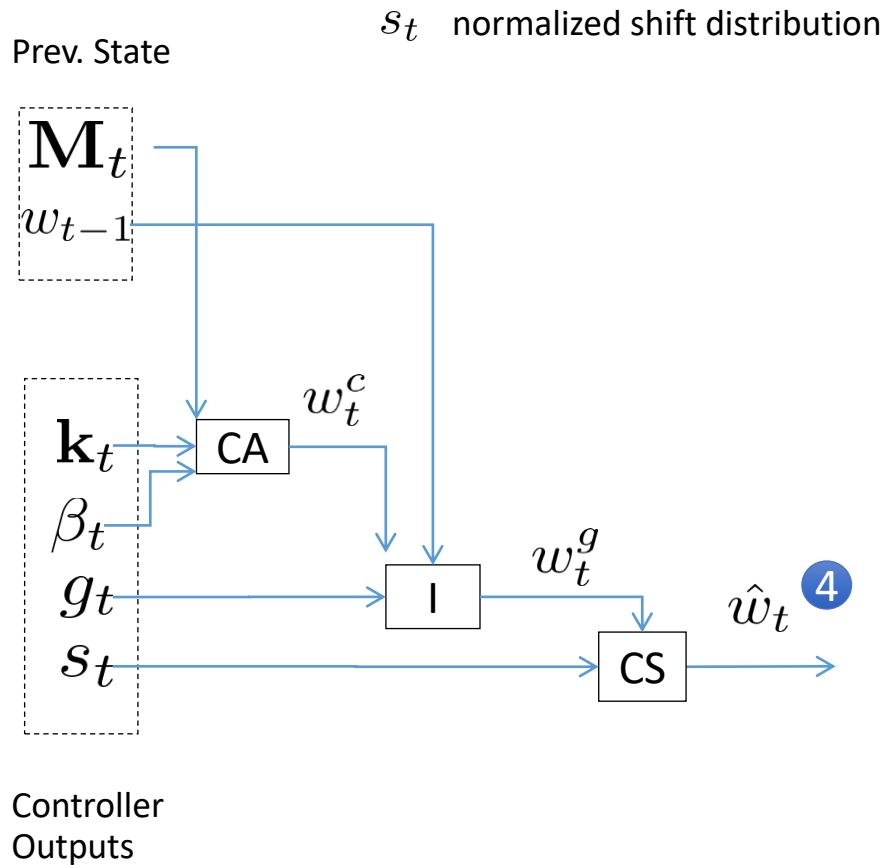 s_t normalized shift distribution
Prev. State
M_t
w_{t-1}
w_t^c
k_t
CA
β_t
w_t^g
g_t
I
ŵ_t
4
s_t
CS
Controller
Outputs